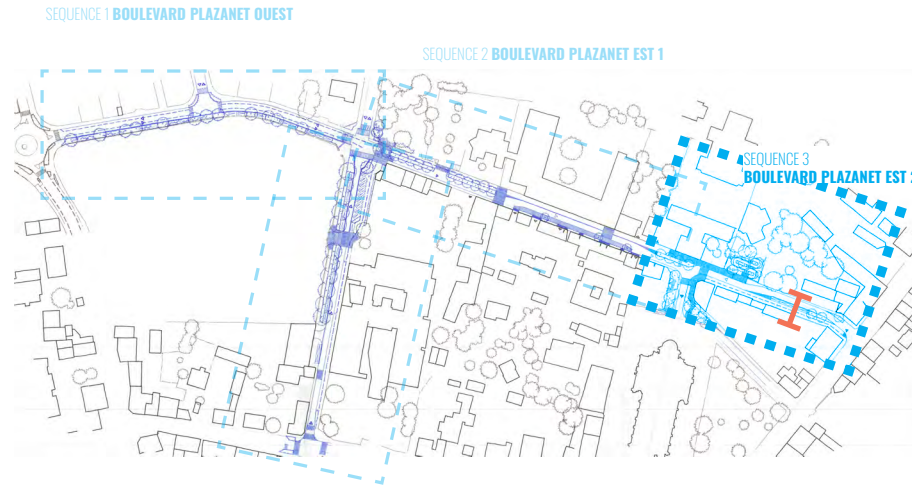 SEQUENCE 1 BOULEVARD PLAZANET OUEST
SEQUENCE 2 BOULEVARD PLAZANET EST 1
SEQUENCE 3
BOULEVARD PLAZANET EST